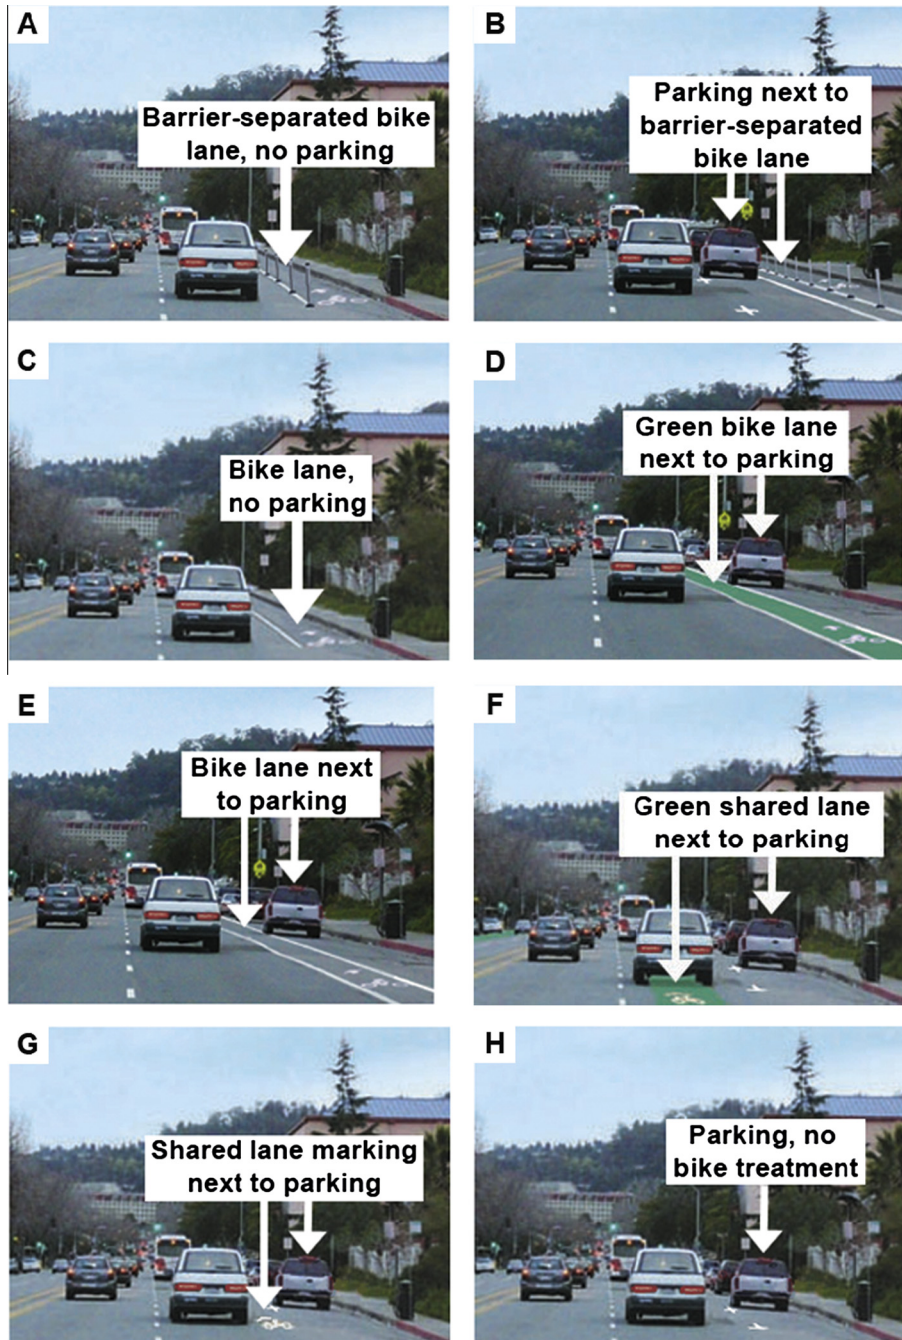 A
Barrier-separated bike
lane, no parking
B
Parking next to
barrier-separated
bike lane
C
Bike lane,
no parking
D
Green bike lane
next to parking
E
Bike lane next
to parking
F
Green shared lane
next to parking
G
Shared lane marking
next to parking
H
Parking, no
bike treatment